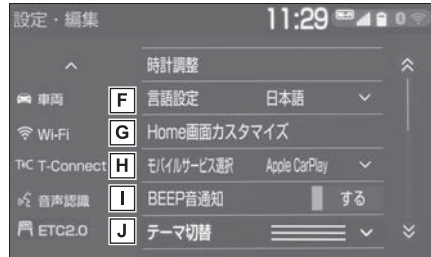 設定・編集 11:29
時計調整
車両 F 言語設定 日本語
Wi-Fi G Home画面カスタマイズ
T-Connect H モバイルサービス選択 Apple CarPlay
音声認識 I BEEP音通知 する
ETC2.0 J テーマ切替